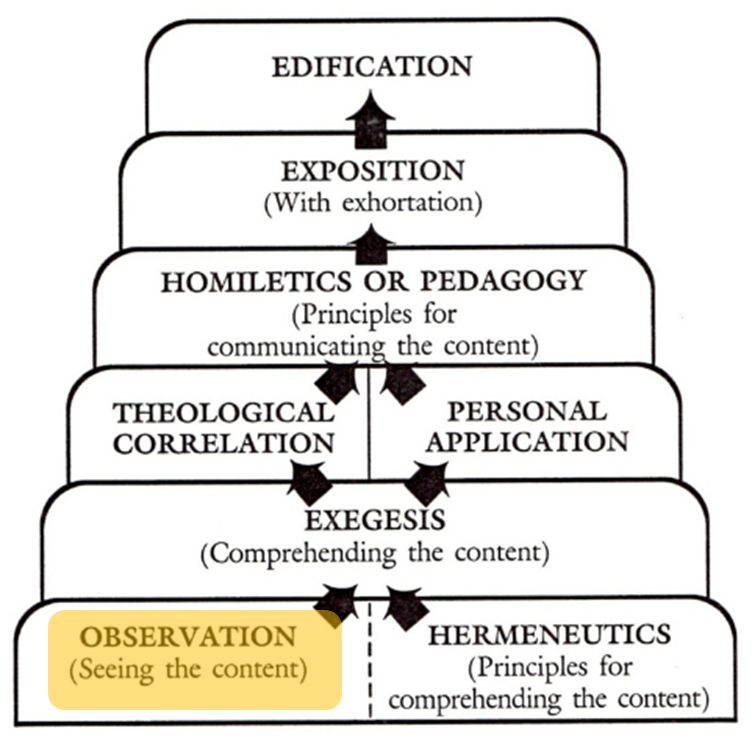 EDIFICATION
EXPOSITION
(With exhortation)
HOMILETICS OR PEDAGOGY
(Principles for
communicating the content)
THEOLOGICAL
CORRELATION
PERSONAL
APPLICATION
EXEGESIS
(Comprehending the content)
OBSERVATION
(Seeing the content)
HERMENEUTICS
(Principles for
comprehending the content)